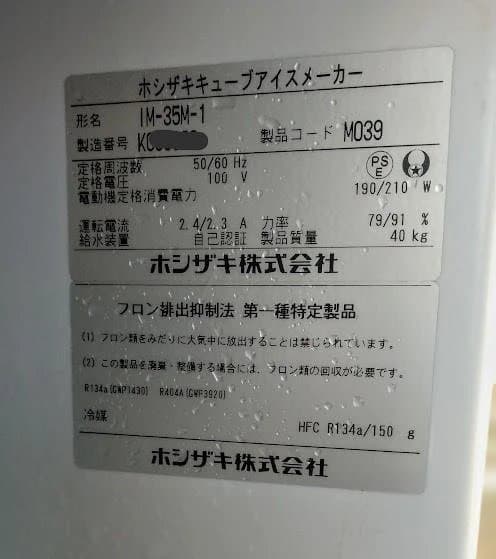 ホシザキキューブアイスメーカー
形名 IM-35M-1
製造番号 K 製品コード M039
定格周波数 50/60 Hz
PS E
定格電圧 100 V
電動機定格消費電力 190/210 W
運転電流 2.4/2.3 A 力率 79/91 %
給水装置 自己認証 製品質量 40 kg
ホシザキ株式会社
フロン排出抑制法 第一種特定製品
(1) フロン類をみだりに大気中に放出することは禁じられています。
(2) この製品を廃棄・整備する場合には、フロン類の回収が必要です。
R134a(GWP1430) R404A(GWP3920)
冷媒 HFC R134a/150 g
ホシザキ株式会社